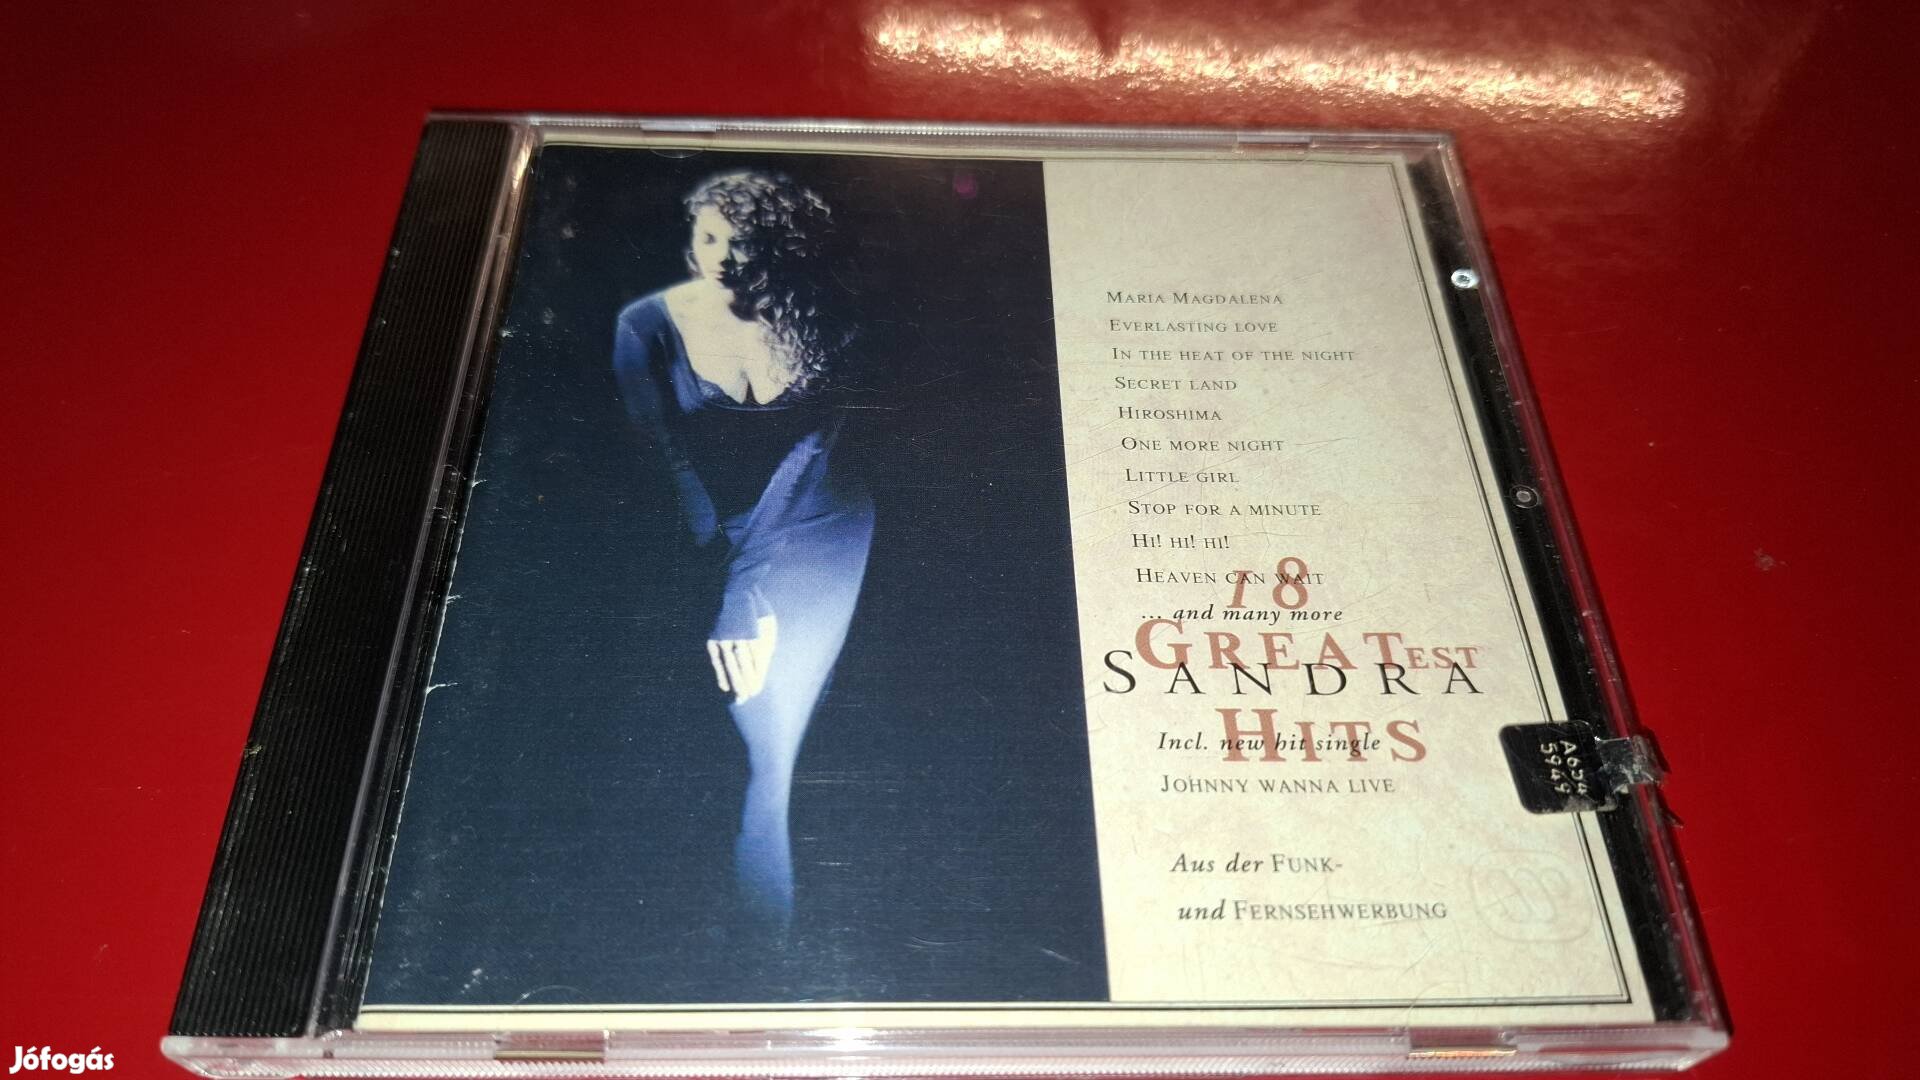 MARIA MAGDALENA
EVERLASTING LOVE
IN THE HEAT OF THE NIGHT
SECRET LAND
HIROSHIMA
ONE MORE NIGHT
LITTLE GIRL
STOP FOR A MINUTE
HI! HI! HI!
HEAVEN CAN WAIT
18
... and many more
GREATEST
SANDRA
HITS
Incl. new hit single
JOHNNY WANNA LIVE
Aus der FUNK-
und FERNSEHWERBUNG
5949
Jófogás